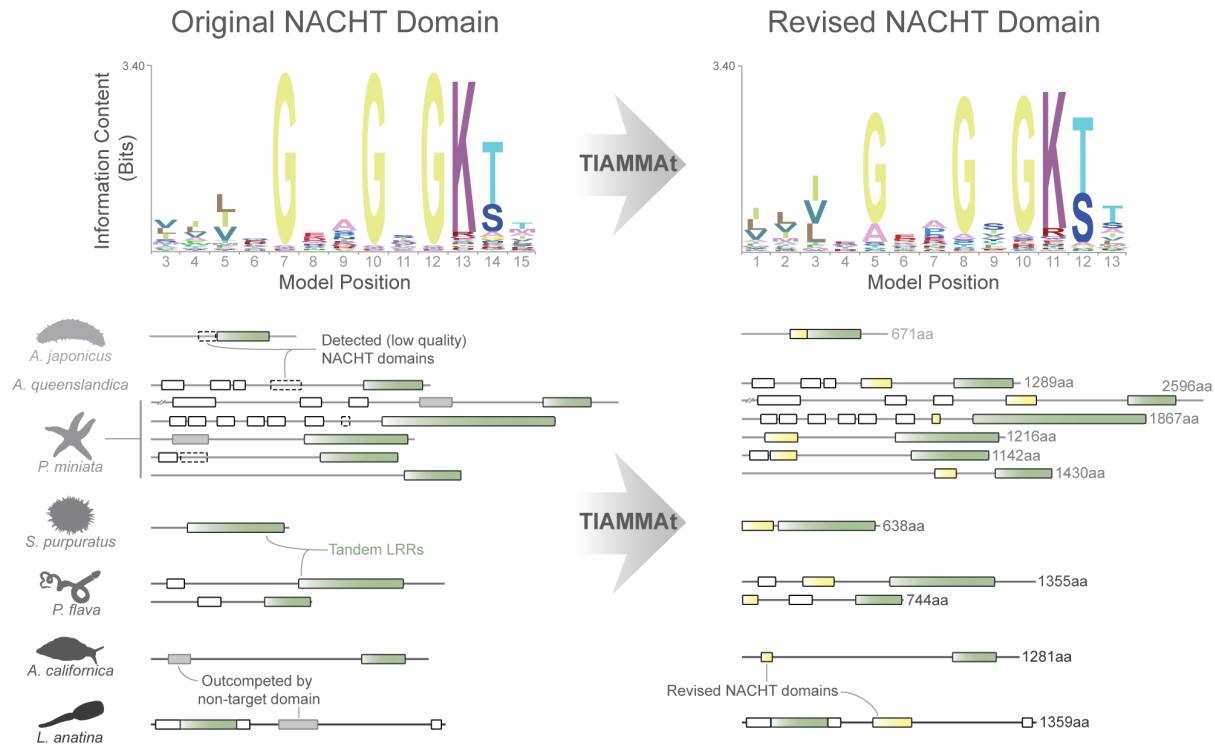 Original NACHT Domain
Revised NACHT Domain
Information Content
(Bits)
3.40
3 4 5 6 7 8 9 10 11 12 13 14 15
Model Position
TIAMMAt
3.40
1 2 3 4 5 6 7 8 9 10 11 12 13
Model Position
A. japonicus
Detected (low quality)
NACHT domains
671aa
A. queenslandica
1289aa
2596aa
1867aa
P. miniata
1216aa
1142aa
1430aa
TIAMMAt
S. purpuratus
638aa
Tandem LRRs
P. flava
1355aa
744aa
A. californica
1281aa
Outcompeted by
non-target domain
Revised NACHT domains
L. anatina
1359aa